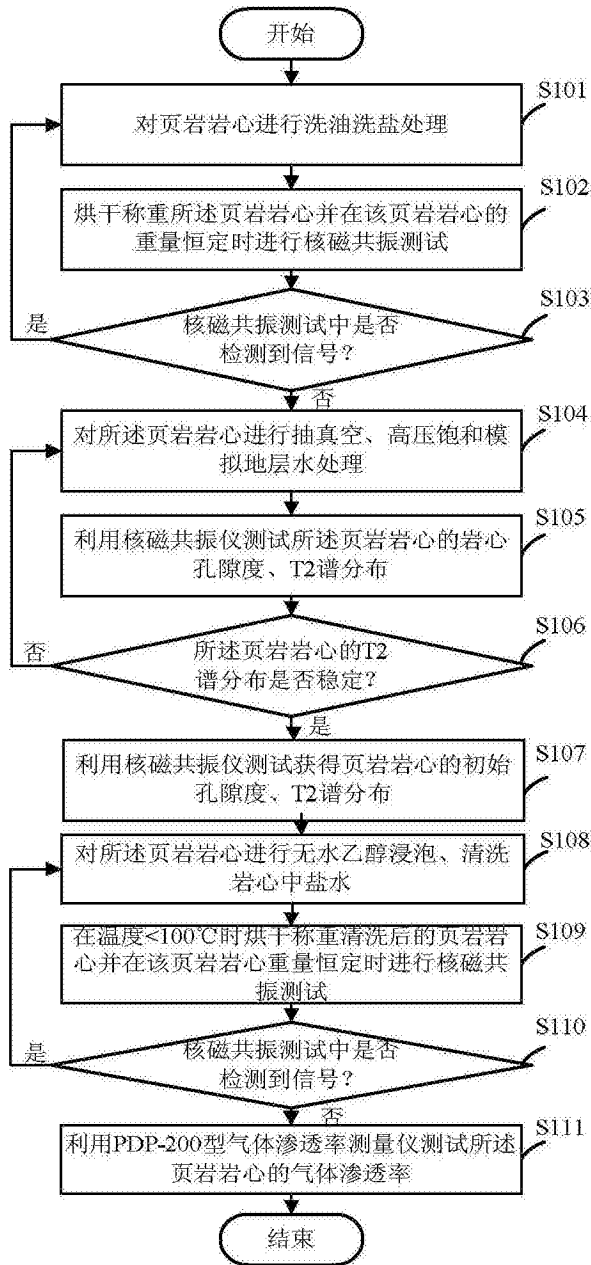 开始
S101
对页岩岩心进行洗油洗盐处理
S102
烘干称重所述页岩岩心并在该页岩岩心的
重量恒定时进行核磁共振测试
S103
核磁共振测试中是否
检测到信号？
是
否
S104
对所述页岩岩心进行抽真空、高压饱和模
拟地层水处理
S105
利用核磁共振仪测试所述页岩岩心的岩心
孔隙度、T2谱分布
S106
所述页岩岩心的T2
谱分布是否稳定？
否
是
S107
利用核磁共振仪测试获得页岩岩心的初始
孔隙度、T2谱分布
S108
对所述页岩岩心进行无水乙醇浸泡、清洗
岩心中盐水
S109
在温度<100℃时烘干称重清洗后的页岩岩
心并在该页岩岩心重量恒定时进行核磁共
振测试
S110
核磁共振测试中是否
检测到信号？
是
否
S111
利用PDP-200型气体渗透率测量仪测试所述
页岩岩心的气体渗透率
结束